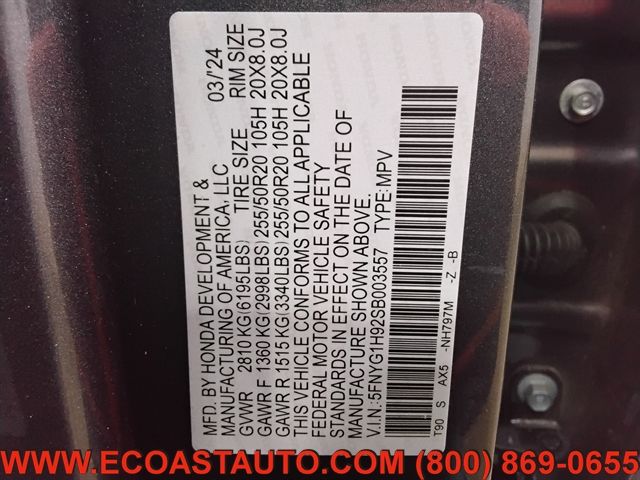 MFD. BY HONDA DEVELOPMENT &
MANUFACTURING OF AMERICA, LLC 03/'24
GVWR 2810 KG(6195LBS) TIRE SIZE RIM SIZE
GAWR F 1360 KG(2998LBS) 255/50R20 105H 20X8.0J
GAWR R 1515 KG(3340LBS) 255/50R20 105H 20X8.0J
THIS VEHICLE CONFORMS TO ALL APPLICABLE
FEDERAL MOTOR VEHICLE SAFETY
STANDARDS IN EFFECT ON THE DATE OF
MANUFACTURE SHOWN ABOVE.
V.I.N.:5FNYG1H92SB003557 TYPE:MPV
T90 S AX5 -NH797M -Z -B
WWW.ECOASTAUTO.COM (800) 869-0655